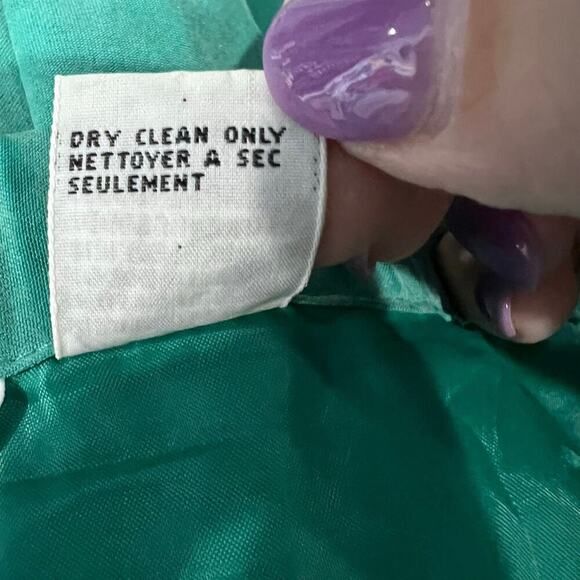 DRY CLEAN ONLY
NETTOYER A SEC
SEULEMENT